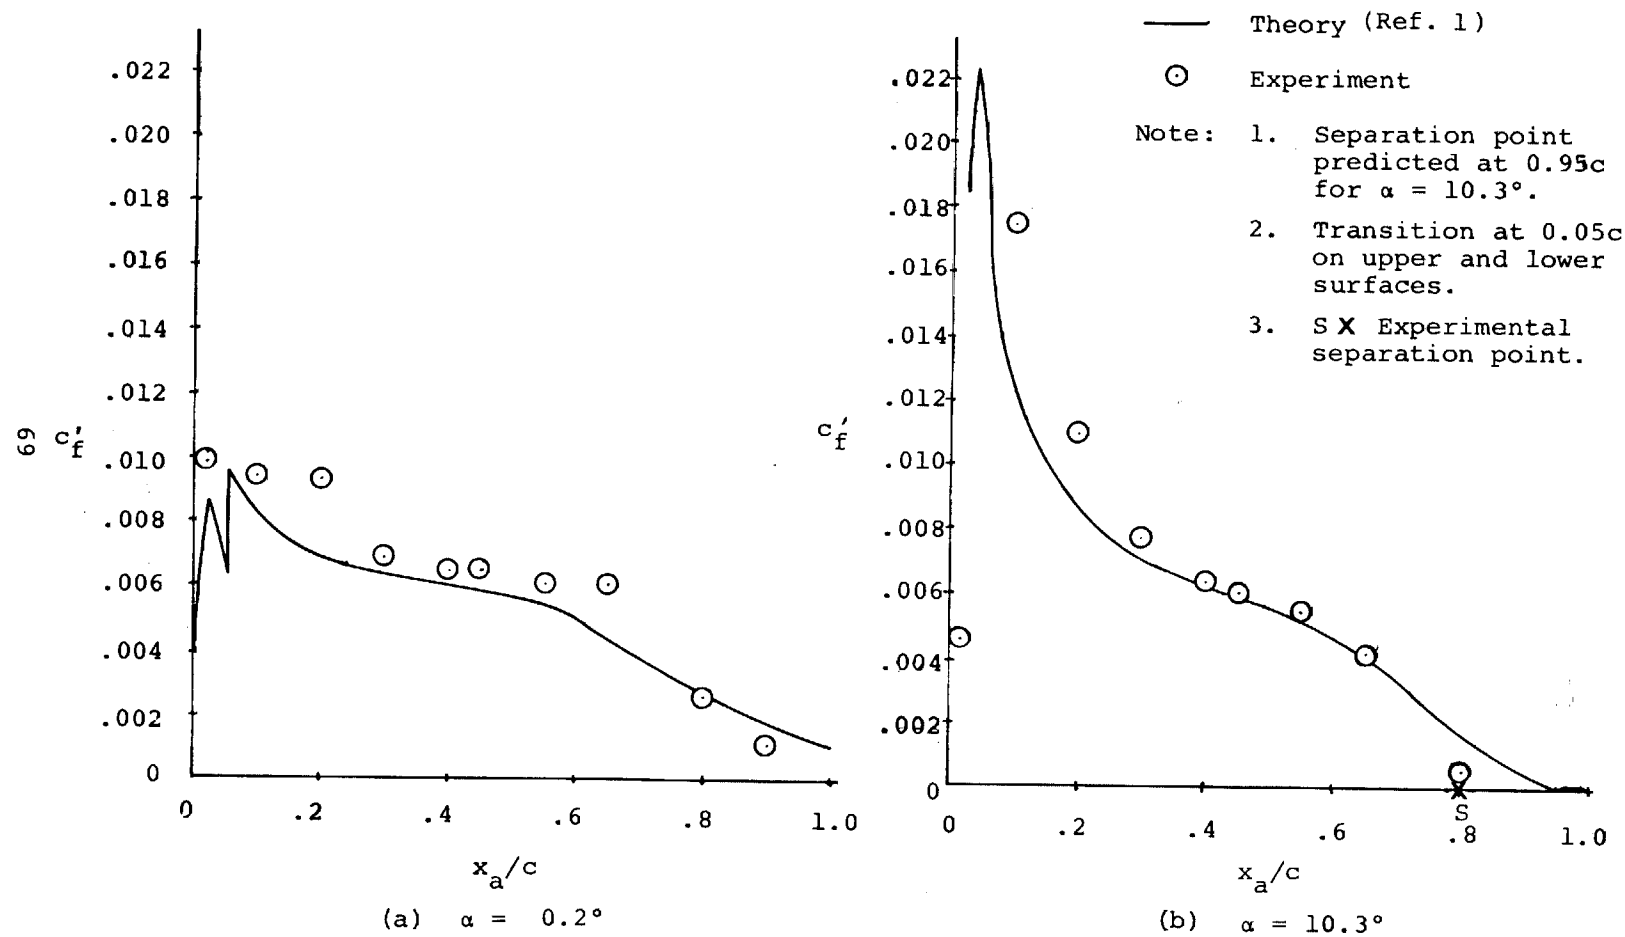 Theory (Ref. 1)
Experiment
Note: 1. Separation point
predicted at 0.95c
for α = 10.3°.
2. Transition at 0.05c
on upper and lower
surfaces.
3. S X Experimental
separation point.
.022
.020
.018
.016
.014
.012
.010
.008
.006
.004
.002
0
c'f
69
0 .2 .4 .6 .8 1.0
xa/c
(a) α = 0.2°
.022
.020
.018
.016
.014
.012
.010
.008
.006
.004
.002
0
c'f
X
S
0 .2 .4 .6 .8 1.0
xa/c
(b) α = 10.3°